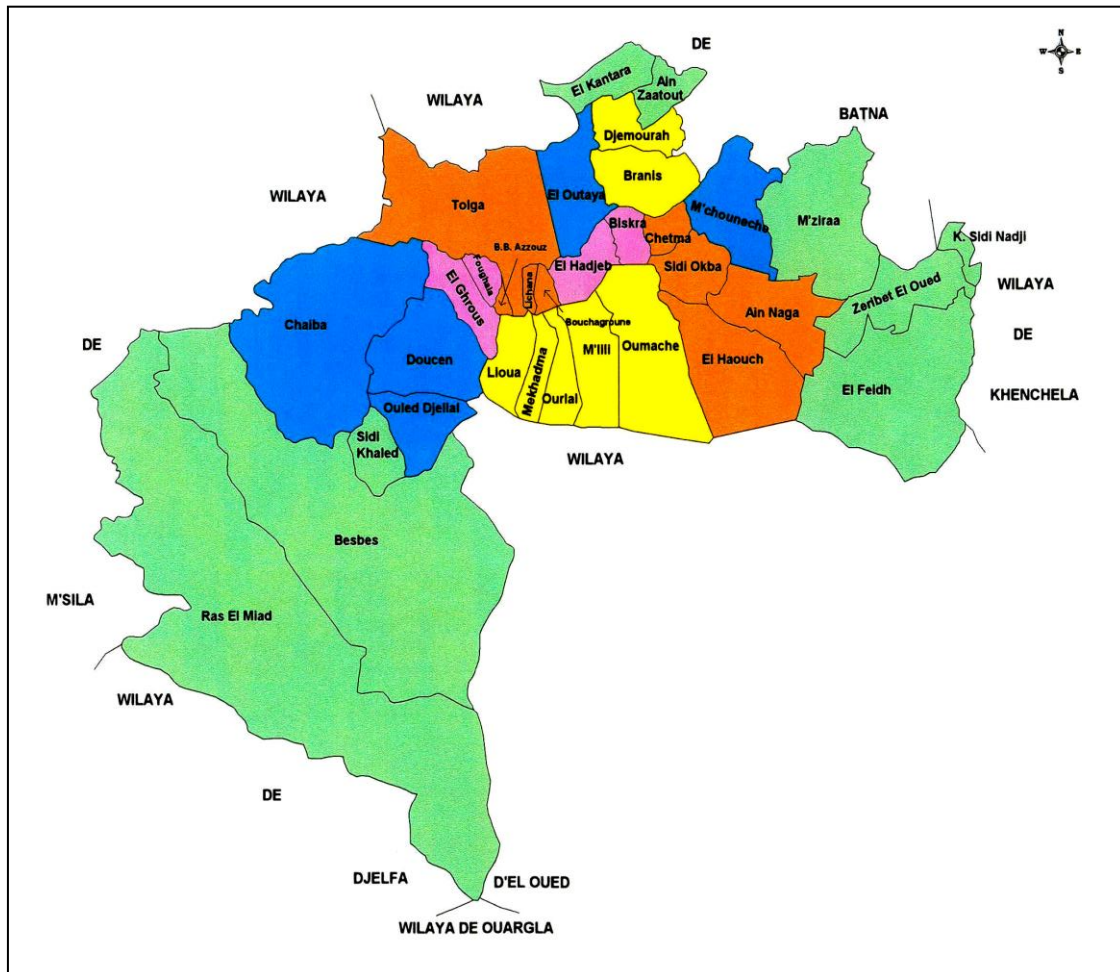 DE
N
W
E
S
El Kantara
Ain
Zaatout
WILAYA
BATNA
Djemourah
Branis
WILAYA
El Outaya
Tolga
M'chouneche
M'ziraa
Biskra
Chetma
K. Sidi Nadji
B.B. Azzouz
Foughala
El Hadjeb
Sidi Okba
Lichana
El Ghrous
WILAYA
Zeribet El Oued
Ain Naga
Chaiba
Bouchagroune
DE
DE
Doucen
M'lili
Oumache
El Haouch
Lioua
Mekhadma
Ourlal
El Feidh
KHENCHELA
Ouled Djellal
Sidi
Khaled
WILAYA
Besbes
M'SILA
Ras El Miad
WILAYA
DE
DJELFA
D'EL OUED
WILAYA DE OUARGLA